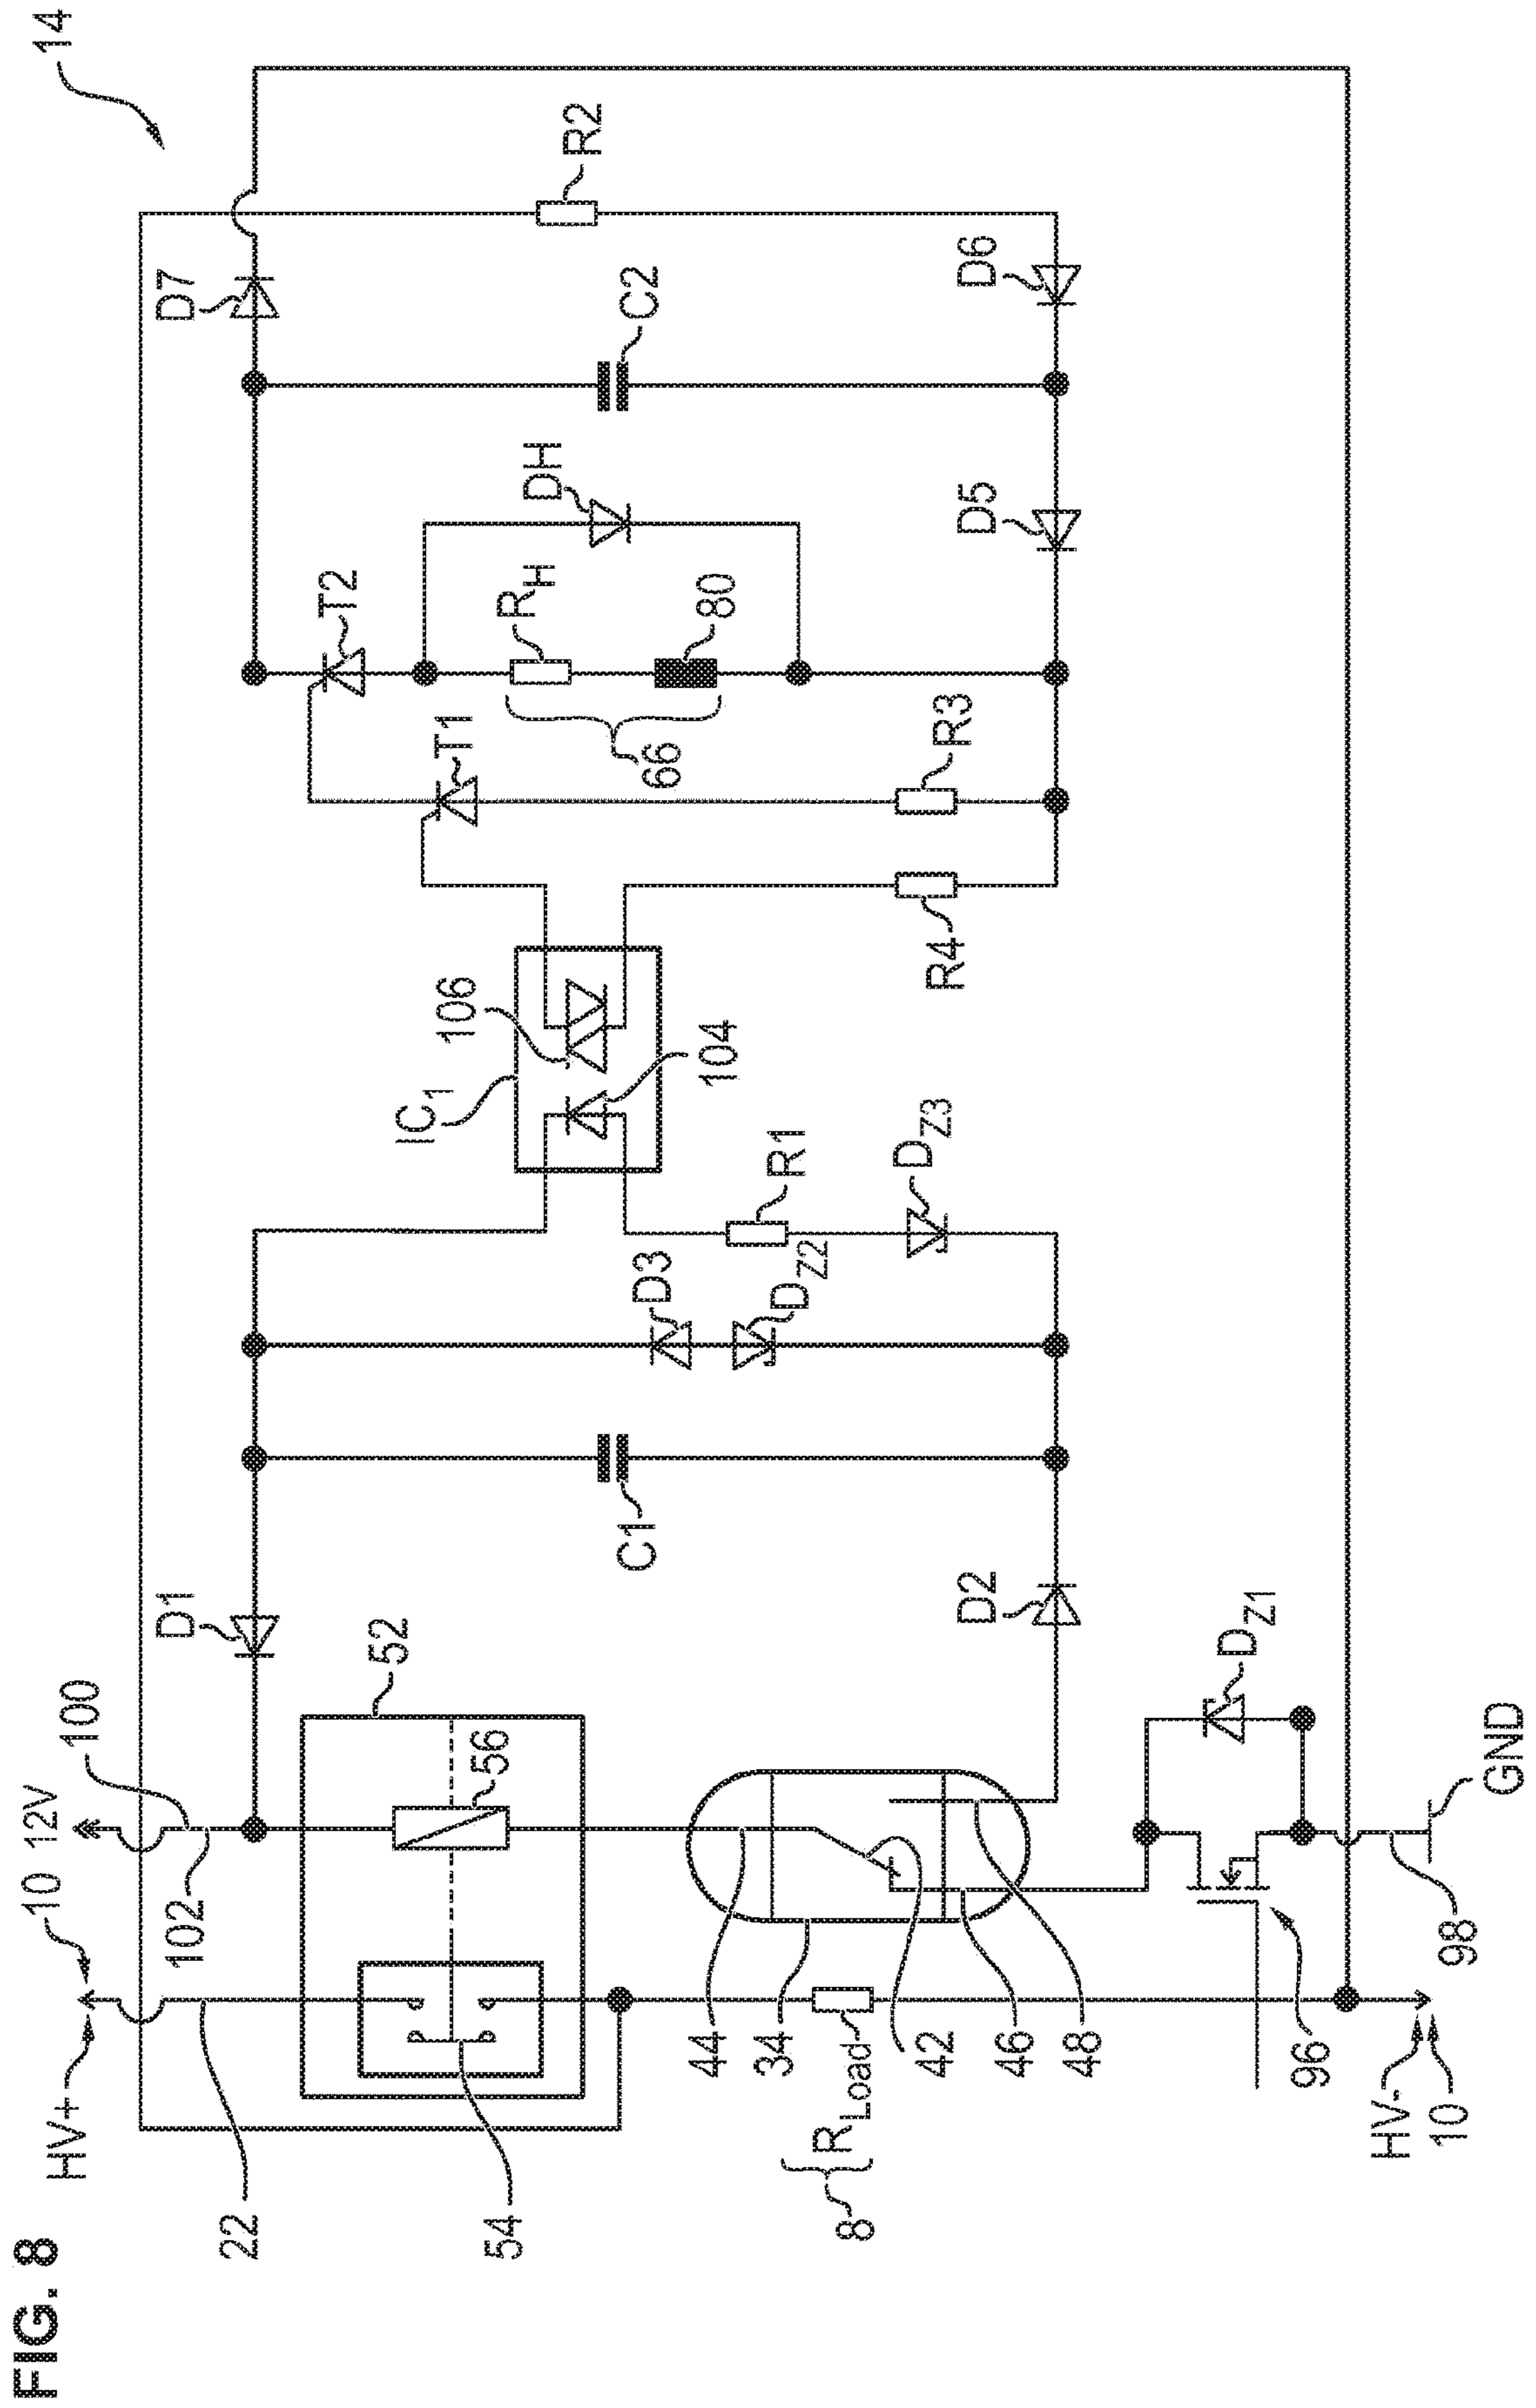 FIG. 8
14
HV+
10
12V
100
22
102
54
52
56
D1
D7
R2
C2
D6
D5
DH
T2
T1
RH
80
66
R3
R4
106
104
IC1
R1
DZ3
D3
DZ2
C1
D2
DZ1
GND
98
96
44
34
42
46
48
RLoad
8
HV-
10